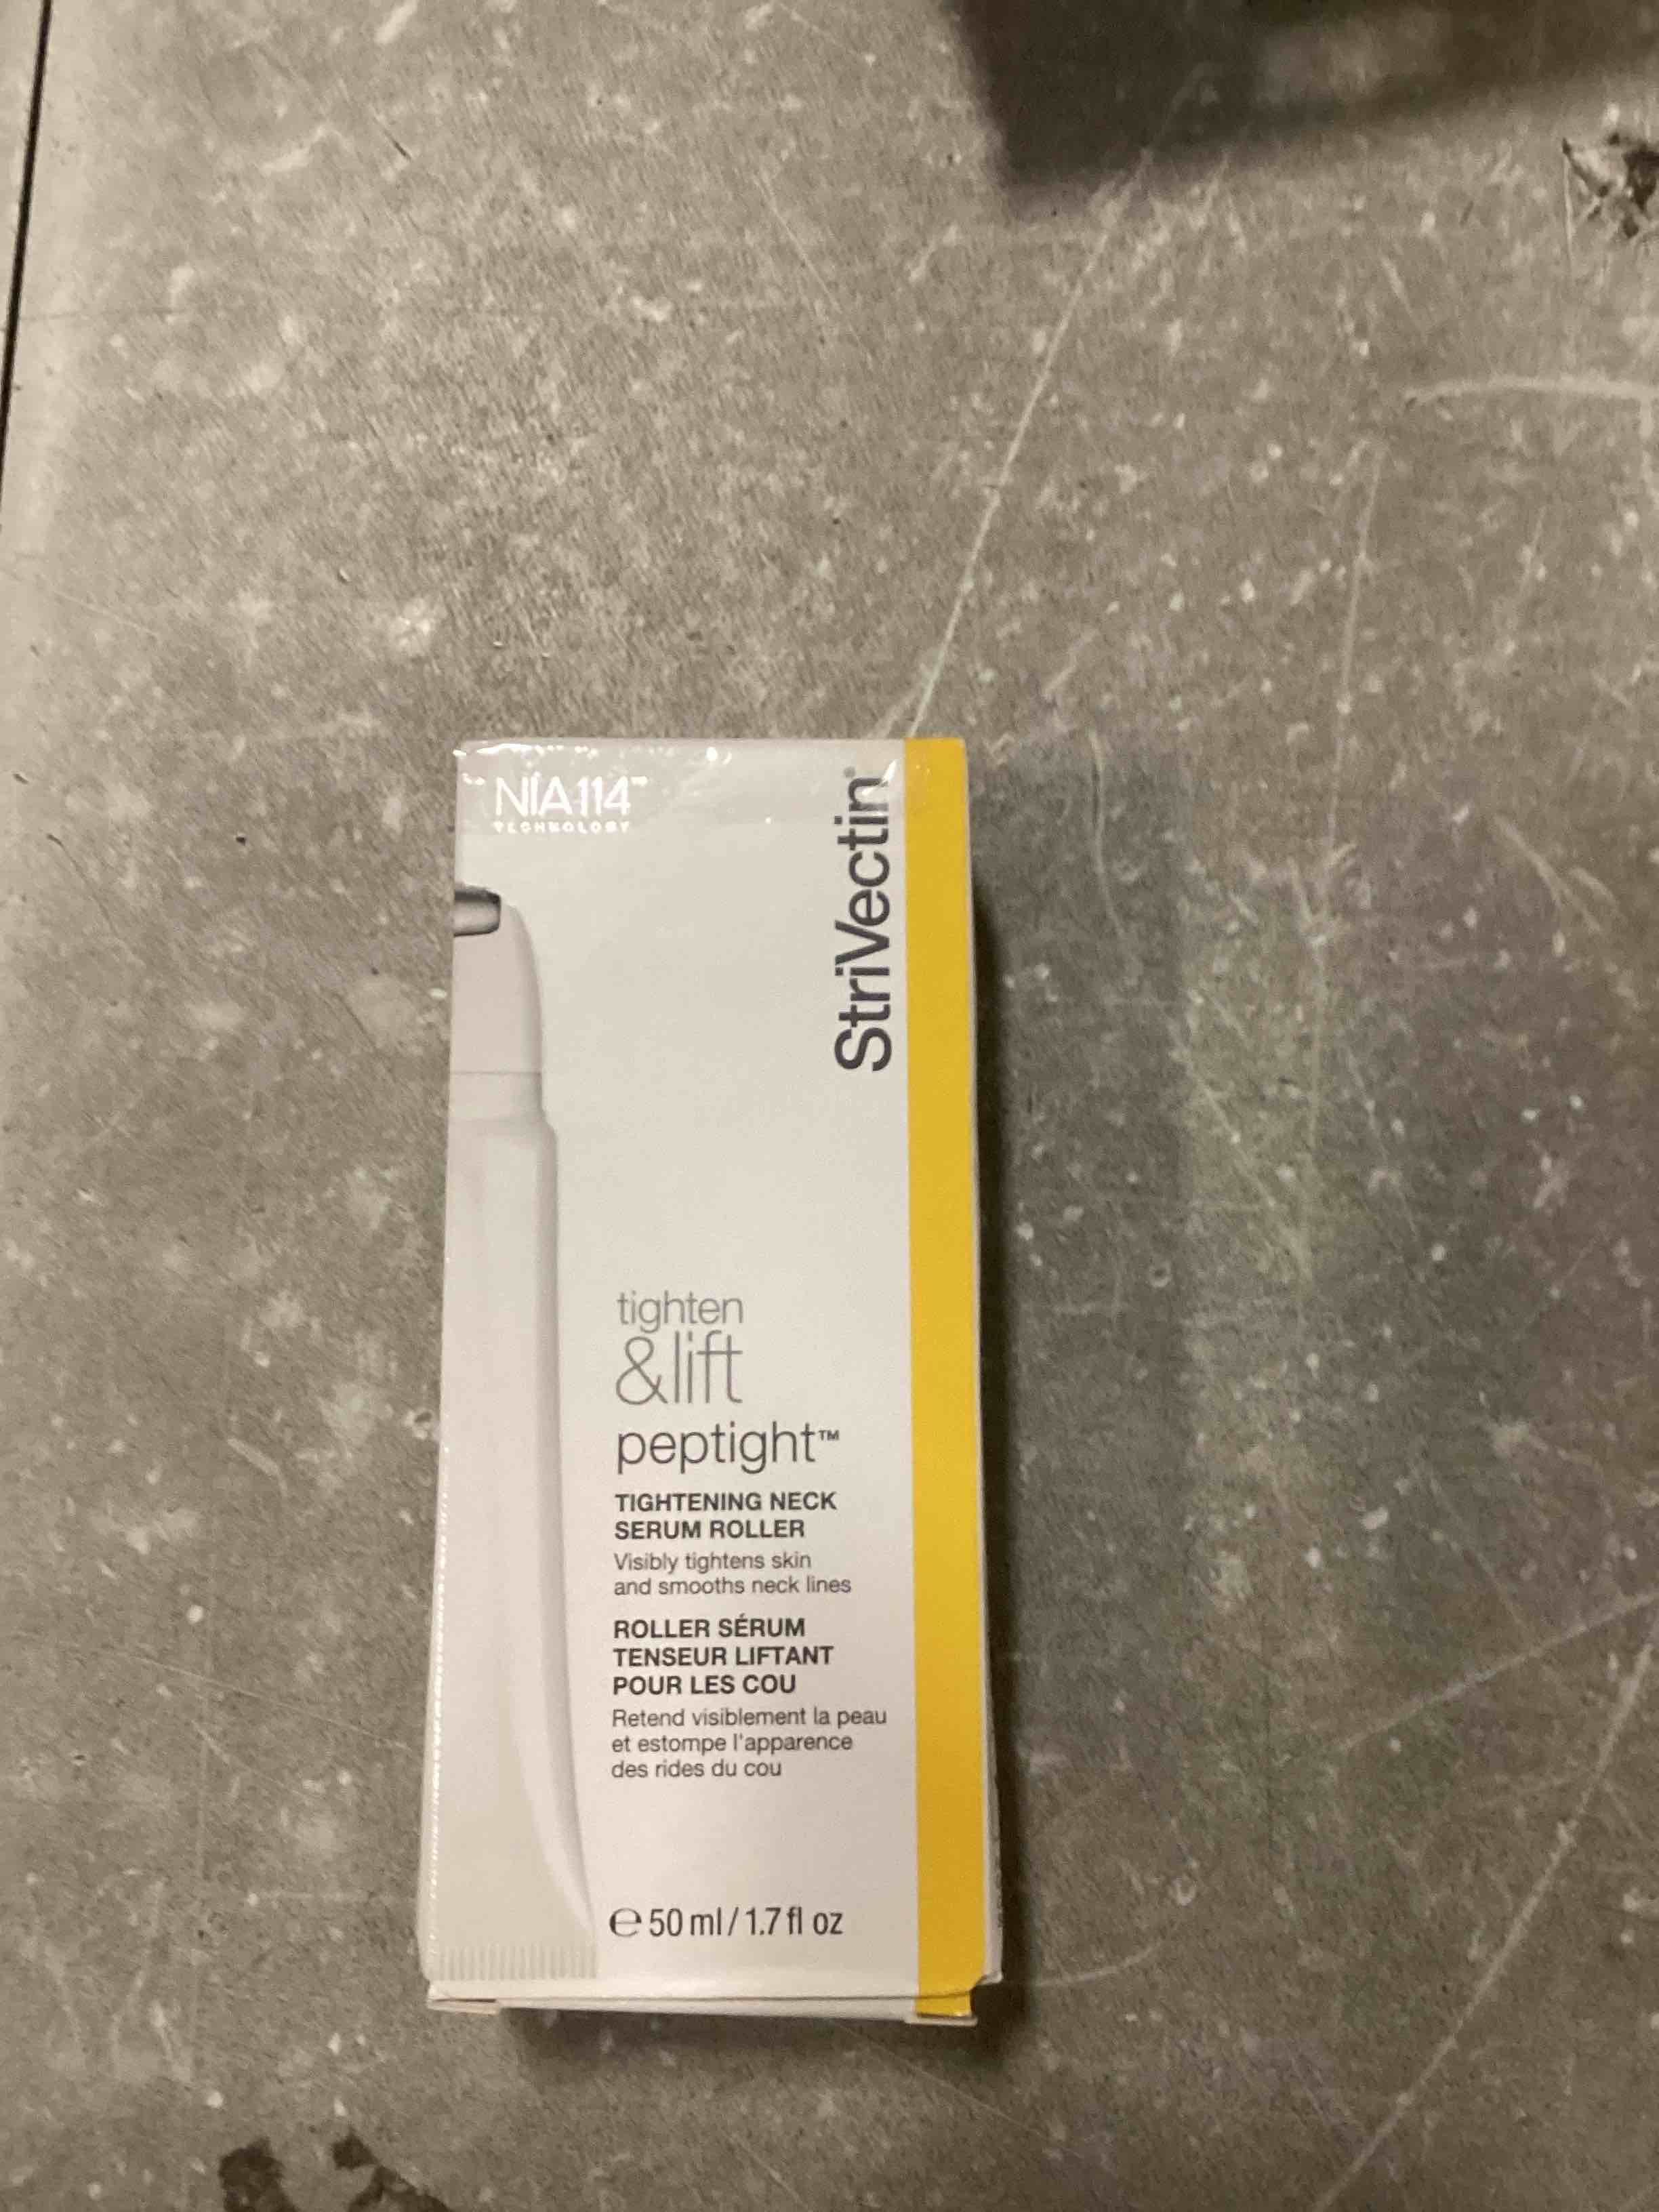 NIA114™
TECHNOLOGY
StriVectin®
tighten
&lift
peptight™
TIGHTENING NECK
SERUM ROLLER
Visibly tightens skin
and smooths neck lines
ROLLER SÉRUM
TENSEUR LIFTANT
POUR LES COU
Retend visiblement la peau
et estompe l'apparence
des rides du cou
℮ 50 ml / 1.7 fl oz